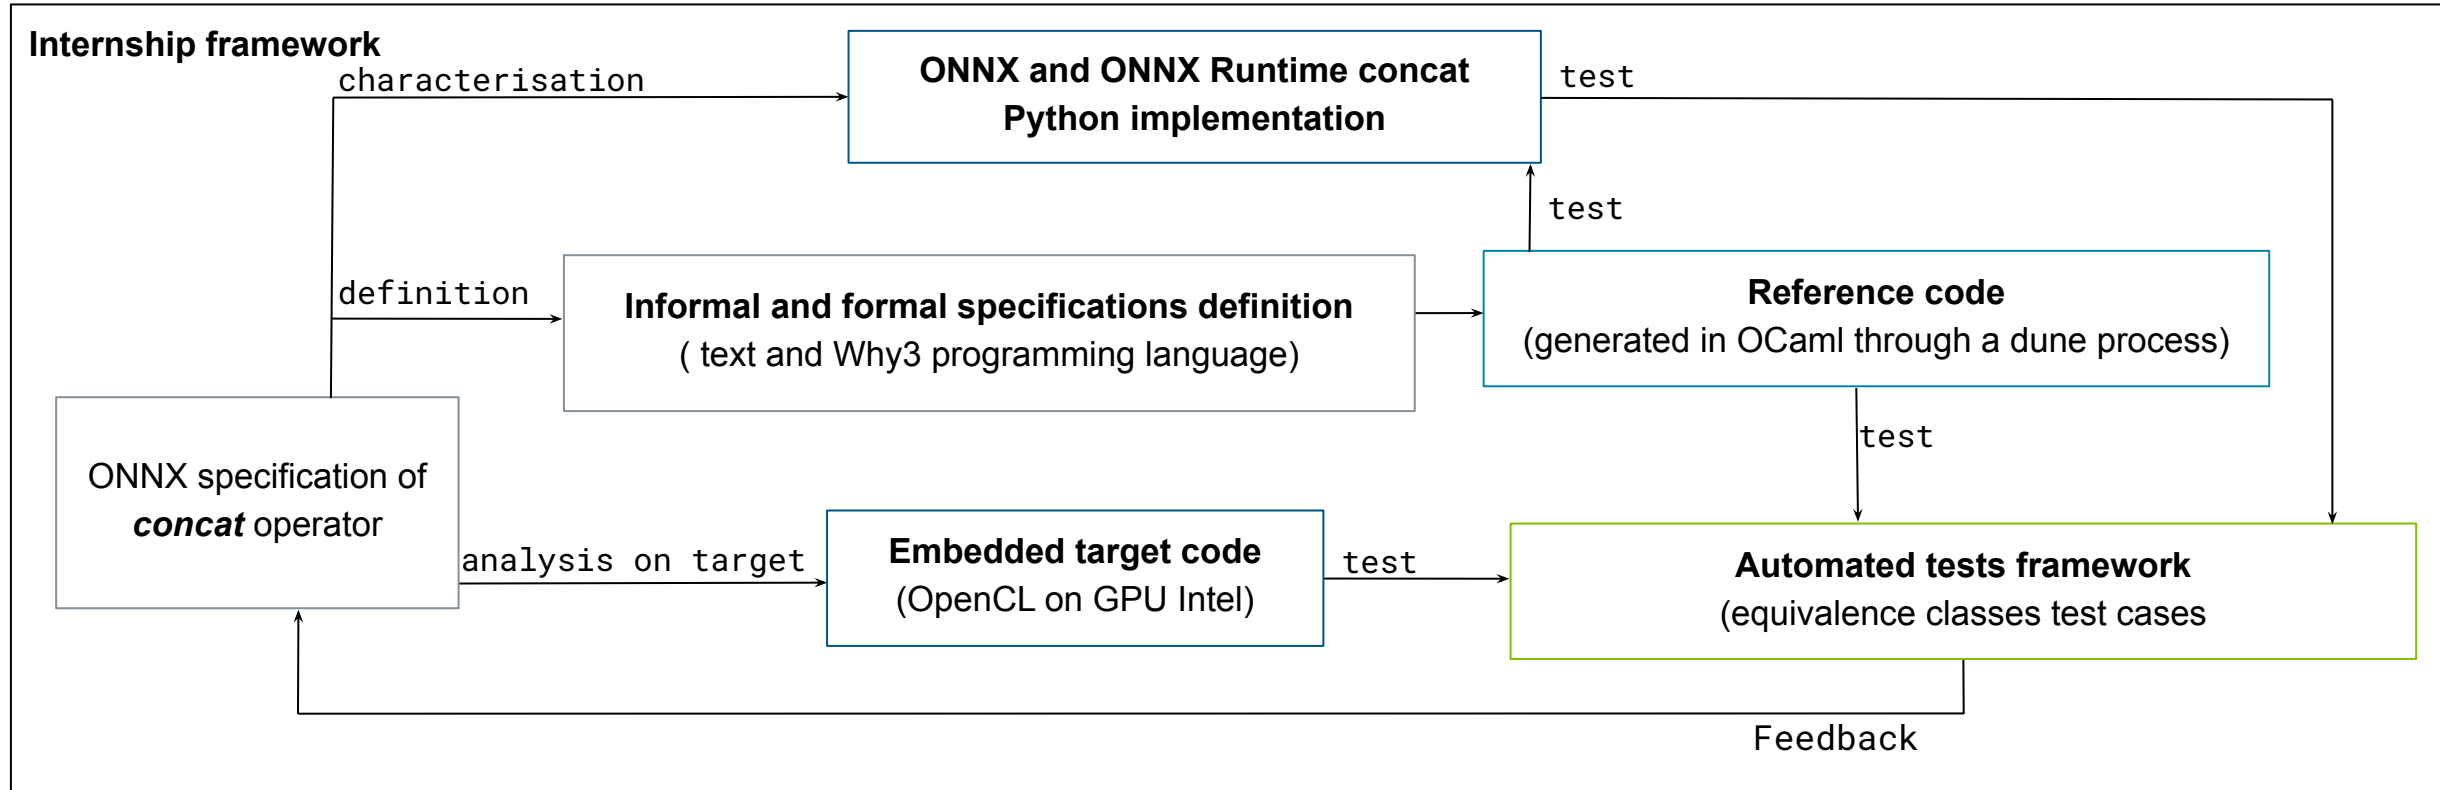 Internship framework
characterisation
ONNX and ONNX Runtime concat
Python implementation
test
test
definition
Informal and formal specifications definition
( text and Why3 programming language)
Reference code
(generated in OCaml through a dune process)
test
ONNX specification of
concat operator
analysis on target
Embedded target code
(OpenCL on GPU Intel)
test
Automated tests framework
(equivalence classes test cases
Feedback